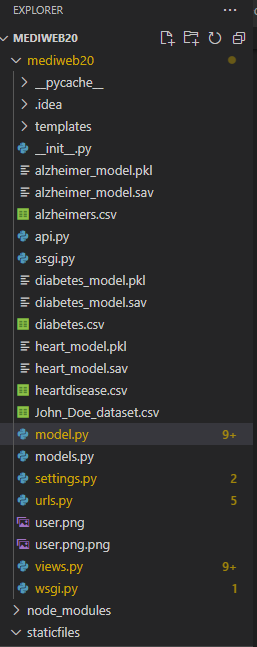 EXPLORER
MEDIWEB20
mediweb20
__pycache__
.idea
templates
__init__.py
alzheimer_model.pkl
alzheimer_model.sav
alzheimers.csv
api.py
asgi.py
diabetes_model.pkl
diabetes_model.sav
diabetes.csv
heart_model.pkl
heart_model.sav
heartdisease.csv
John_Doe_dataset.csv
model.py 9+
models.py
settings.py 2
urls.py 5
user.png
user.png.png
views.py 9+
wsgi.py 1
node_modules
staticfiles